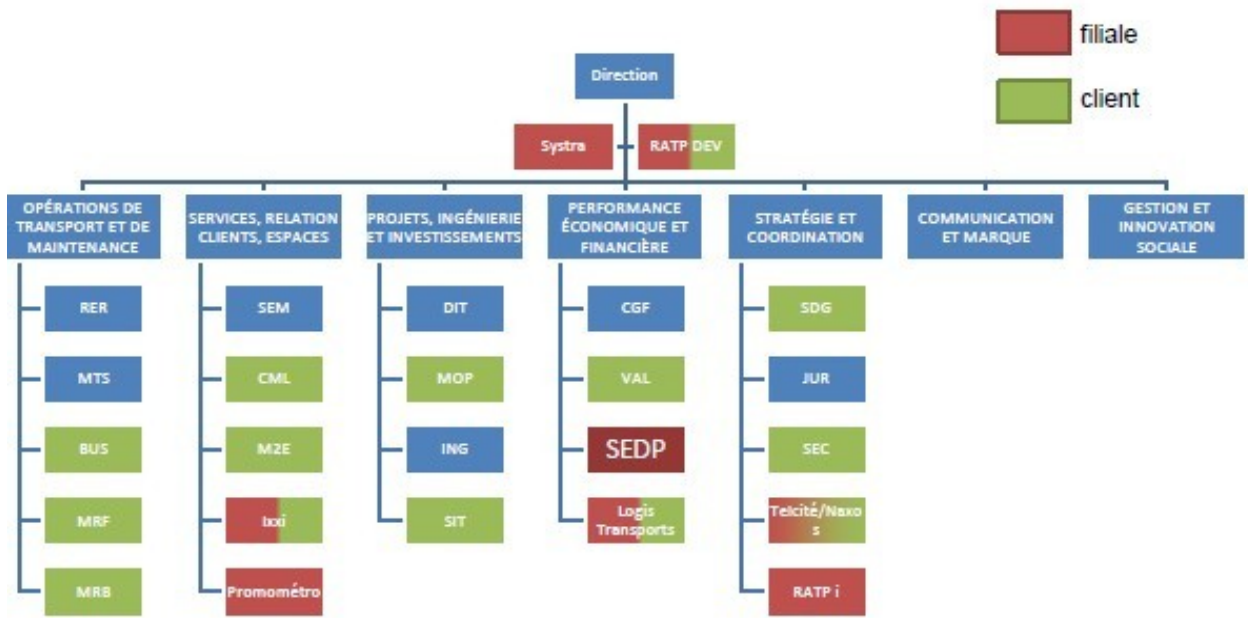 filiale
client
Direction
Systra
RATP DEV
OPÉRATIONS DE
TRANSPORT ET DE
MAINTENANCE
SERVICES, RELATION
CLIENTS, ESPACES
PROJETS, INGÉNIERIE
ET INVESTISSEMENTS
PERFORMANCE
ÉCONOMIQUE ET
FINANCIÈRE
STRATÉGIE ET
COORDINATION
COMMUNICATION
ET MARQUE
GESTION ET
INNOVATION
SOCIALE
RER
MTS
BUS
MRF
MRB
SEM
CML
M2E
Ixxi
Promométro
DIT
MOP
ING
SIT
CGF
VAL
SEDP
Logis
Transports
SDG
JUR
SEC
Telcité/Naxo
s
RATP i